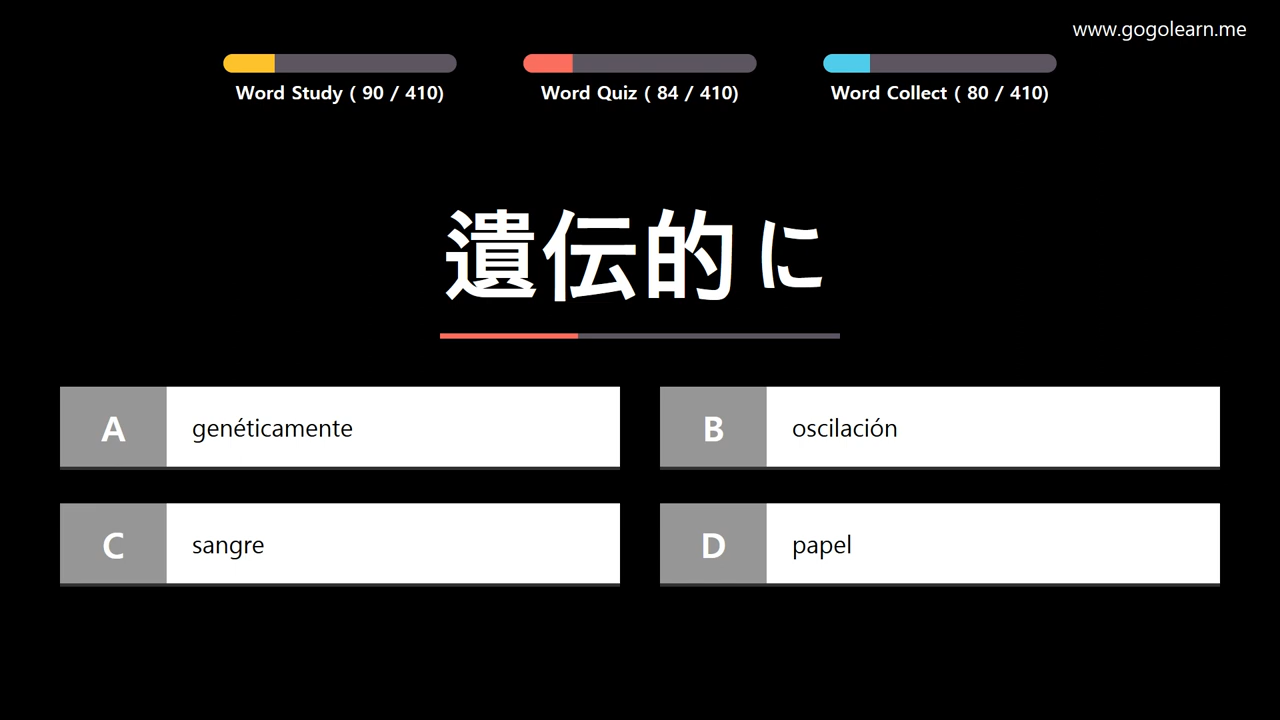 www.gogolearn.me
Word Study ( 90 / 410)
Word Quiz ( 84 / 410)
Word Collect ( 80 / 410)
遺伝的に
A genéticamente
B oscilación
C sangre
D papel